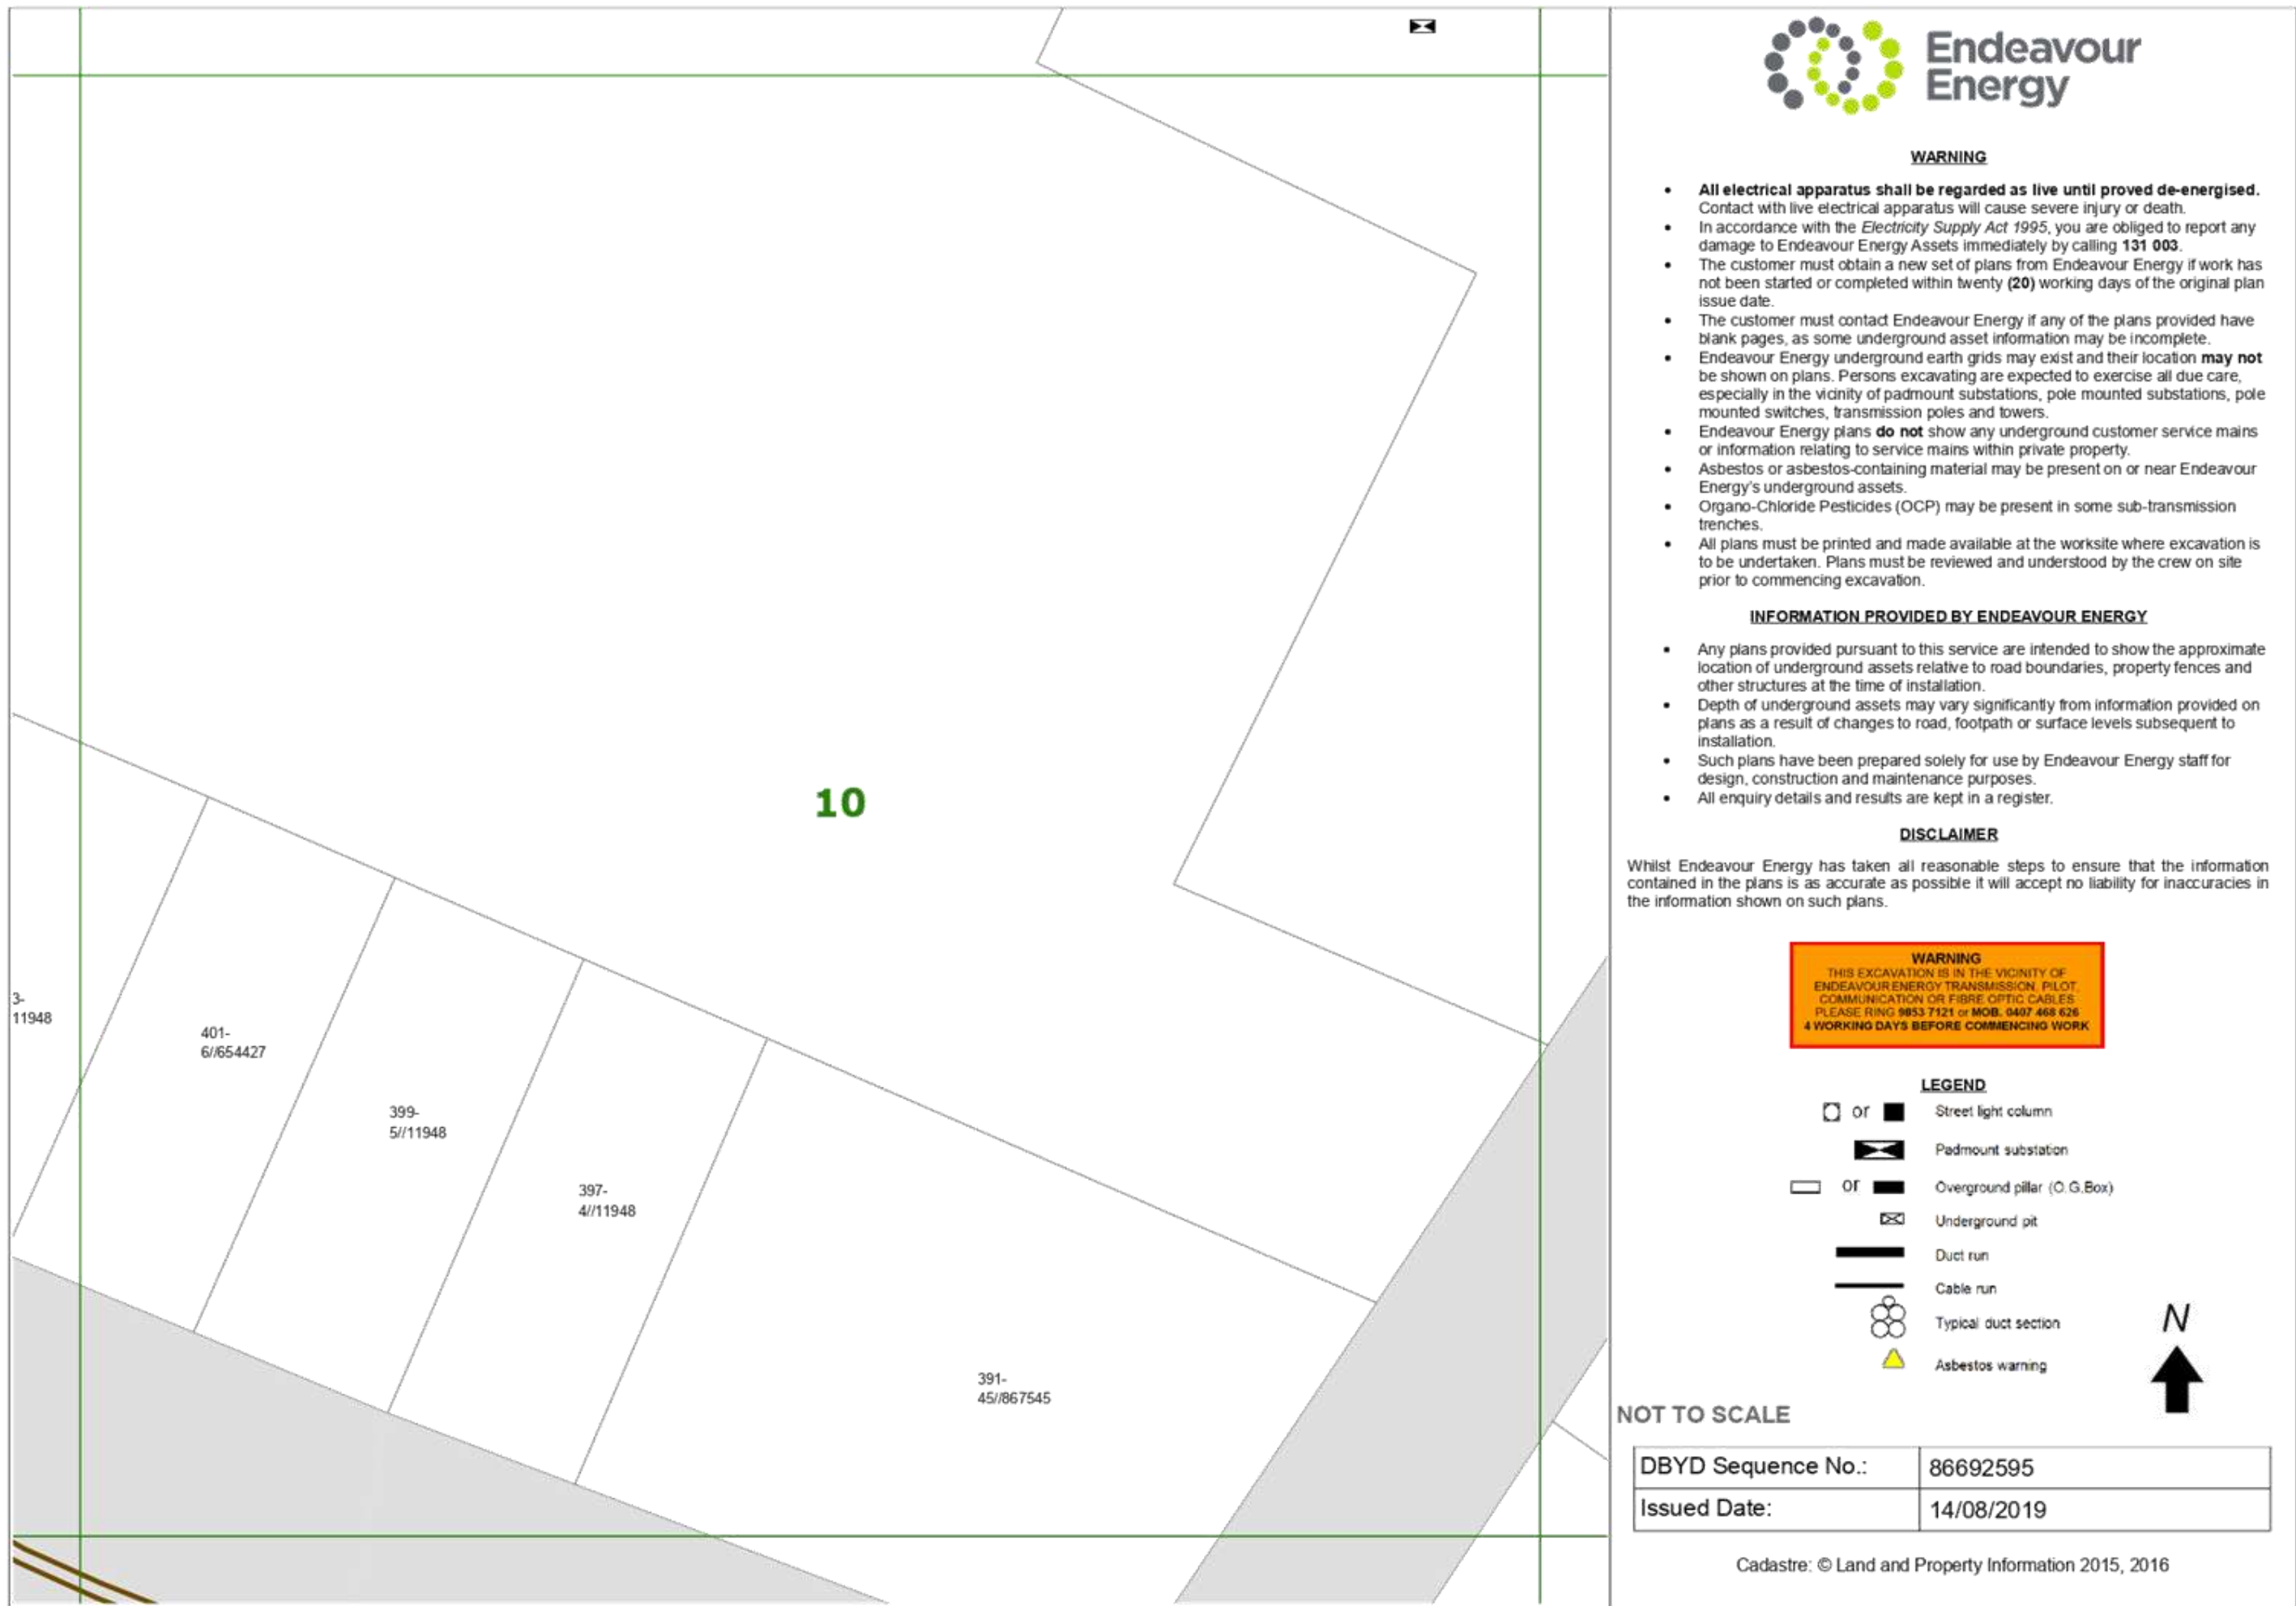 10
3-
11948
401-
6//654427
399-
5//11948
397-
4//11948
391-
45//867545
Endeavour
Energy
WARNING
• All electrical apparatus shall be regarded as live until proved de-energised.
Contact with live electrical apparatus will cause severe injury or death.
• In accordance with the Electricity Supply Act 1995, you are obliged to report any
damage to Endeavour Energy Assets immediately by calling 131 003.
• The customer must obtain a new set of plans from Endeavour Energy if work has
not been started or completed within twenty (20) working days of the original plan
issue date.
• The customer must contact Endeavour Energy if any of the plans provided have
blank pages, as some underground asset information may be incomplete.
• Endeavour Energy underground earth grids may exist and their location may not
be shown on plans. Persons excavating are expected to exercise all due care,
especially in the vicinity of padmount substations, pole mounted substations, pole
mounted switches, transmission poles and towers.
• Endeavour Energy plans do not show any underground customer service mains
or information relating to service mains within private property.
• Asbestos or asbestos-containing material may be present on or near Endeavour
Energy's underground assets.
• Organo-Chloride Pesticides (OCP) may be present in some sub-transmission
trenches.
• All plans must be printed and made available at the worksite where excavation is
to be undertaken. Plans must be reviewed and understood by the crew on site
prior to commencing excavation.
INFORMATION PROVIDED BY ENDEAVOUR ENERGY
• Any plans provided pursuant to this service are intended to show the approximate
location of underground assets relative to road boundaries, property fences and
other structures at the time of installation.
• Depth of underground assets may vary significantly from information provided on
plans as a result of changes to road, footpath or surface levels subsequent to
installation.
• Such plans have been prepared solely for use by Endeavour Energy staff for
design, construction and maintenance purposes.
• All enquiry details and results are kept in a register.
DISCLAIMER
Whilst Endeavour Energy has taken all reasonable steps to ensure that the information
contained in the plans is as accurate as possible it will accept no liability for inaccuracies in
the information shown on such plans.
WARNING
THIS EXCAVATION IS IN THE VICINITY OF
ENDEAVOUR ENERGY TRANSMISSION, PILOT,
COMMUNICATION OR FIBRE OPTIC CABLES
PLEASE RING 9853 7121 or MOB. 0407 468 626
4 WORKING DAYS BEFORE COMMENCING WORK
LEGEND
or Street light column
Padmount substation
or Overground pillar (O.G.Box)
Underground pit
Duct run
Cable run
Typical duct section
Asbestos warning
N
NOT TO SCALE
DBYD Sequence No.: 86692595
Issued Date: 14/08/2019
Cadastre: © Land and Property Information 2015, 2016